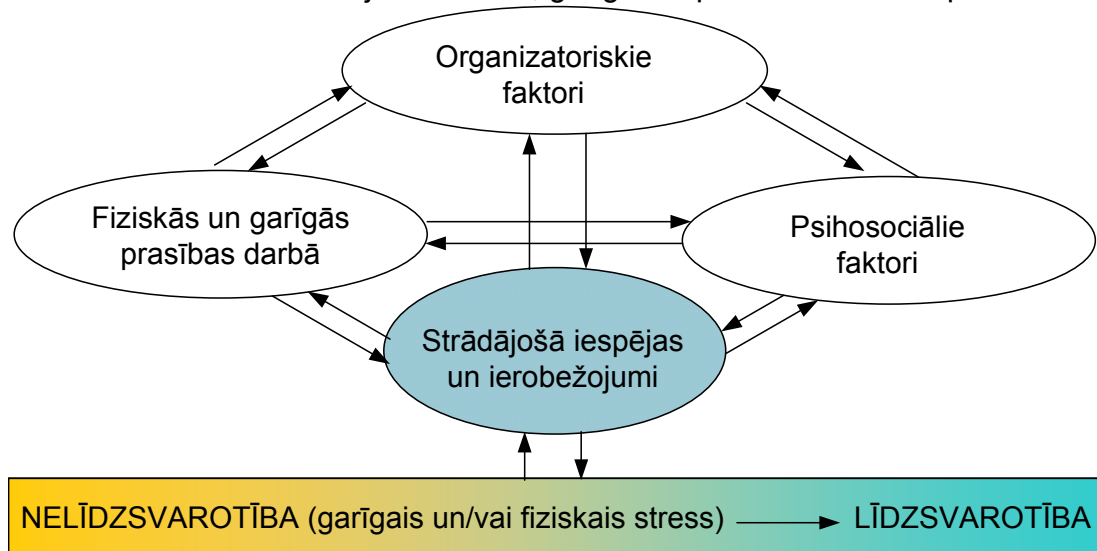 Organizatoriskie
faktori
Fiziskās un garīgās
prasības darbā
Psihosociālie
faktori
Strādājošā iespējas
un ierobežojumi
NELĪDZSVAROTĪBA (garīgais un/vai fiziskais stress) LĪDZSVAROTĪBA